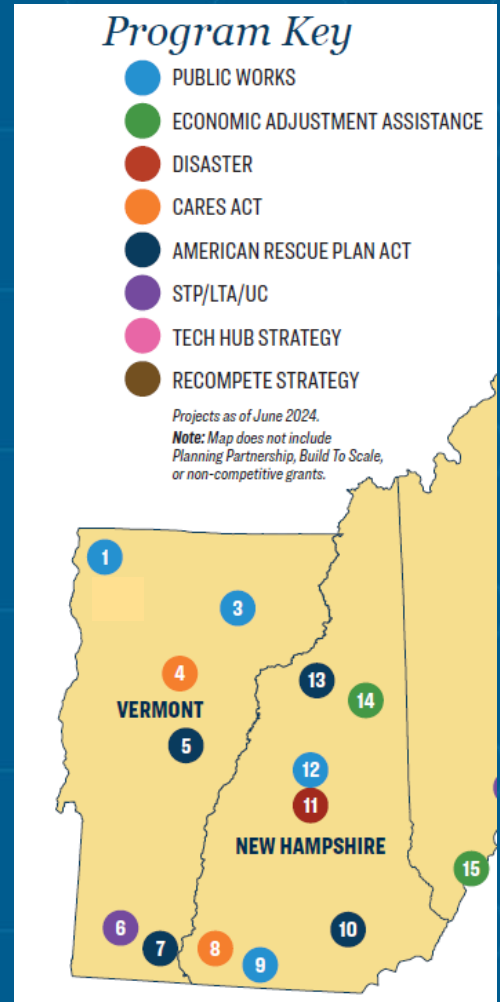 Program Key
PUBLIC WORKS
ECONOMIC ADJUSTMENT ASSISTANCE
DISASTER
CARES ACT
AMERICAN RESCUE PLAN ACT
STP/LTA/UC
TECH HUB STRATEGY
RECOMPETE STRATEGY
Projects as of June 2024.
Note: Map does not include
Planning Partnership, Build To Scale,
or non-competitive grants.
1
3
4
13
14
VERMONT
5
12
11
NEW HAMPSHIRE
15
6
7
8
9
10